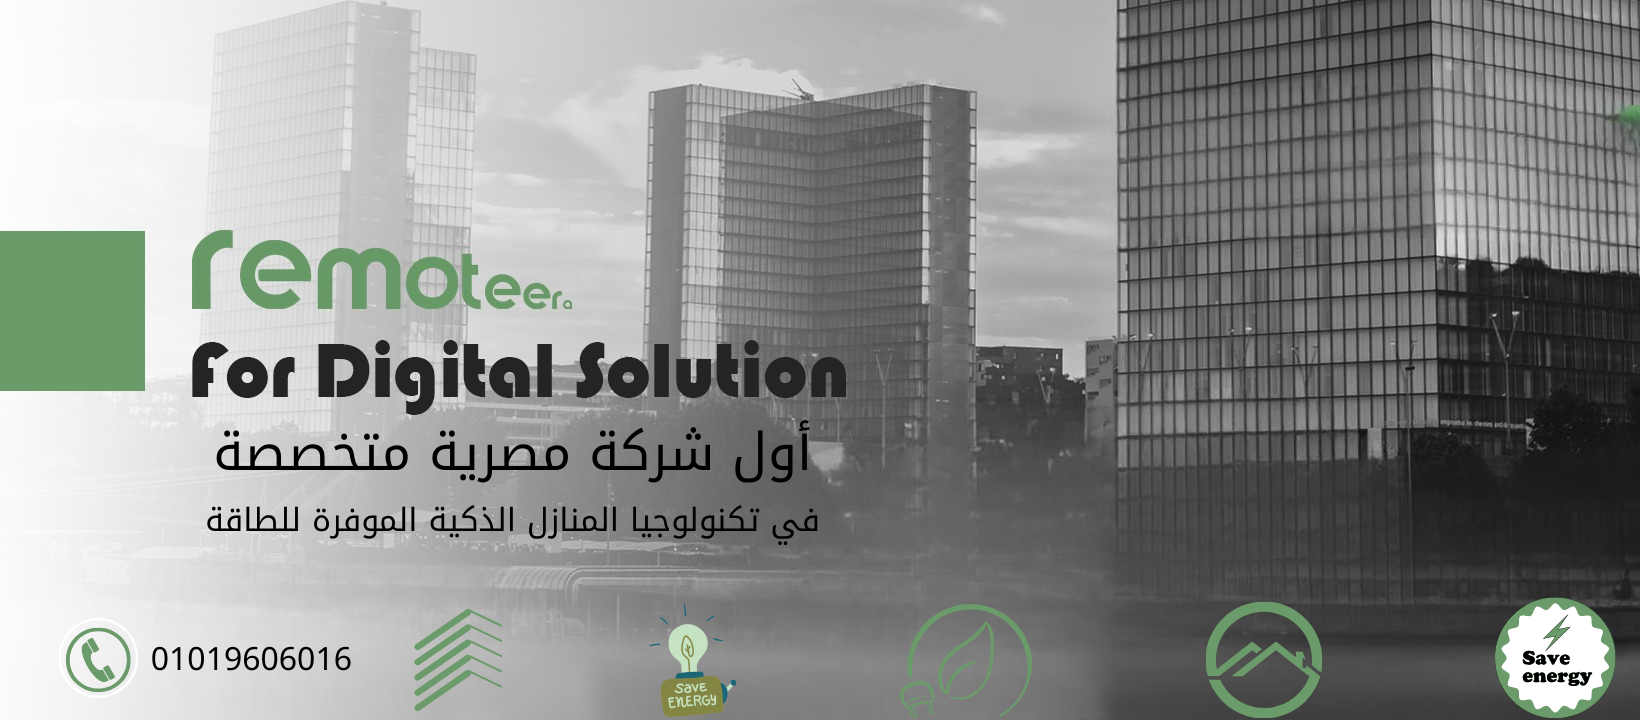 remoteera
For Digital Solution
أول شركة مصرية متخصصة
في تكنولوجيا المنازل الذكية الموفرة للطاقة
01019606016
SAVE
ENERGY
Save
energy